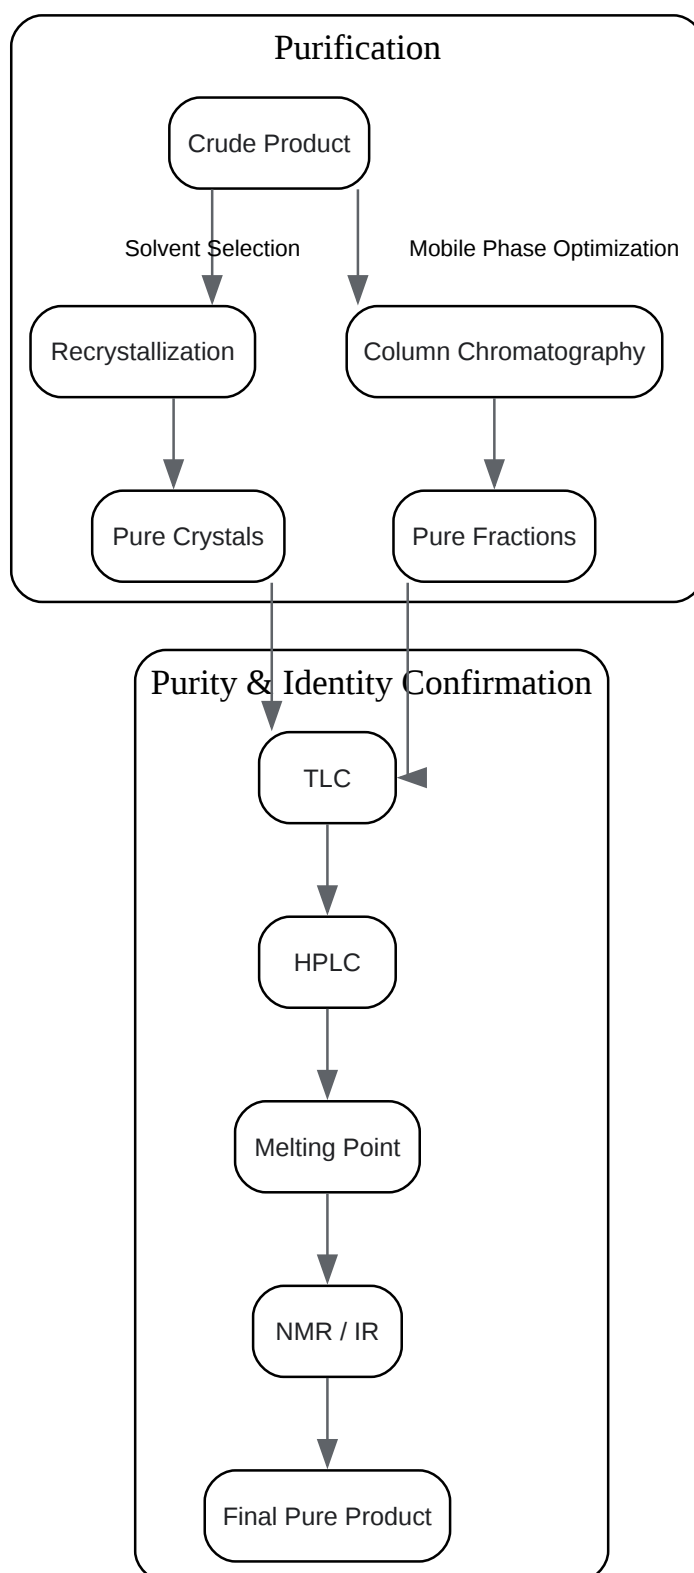 Purification
Crude Product
Solvent Selection
Mobile Phase Optimization
Recrystallization
Column Chromatography
Pure Crystals
Pure Fractions
Purity & Identity Confirmation
TLC
HPLC
Melting Point
NMR / IR
Final Pure Product